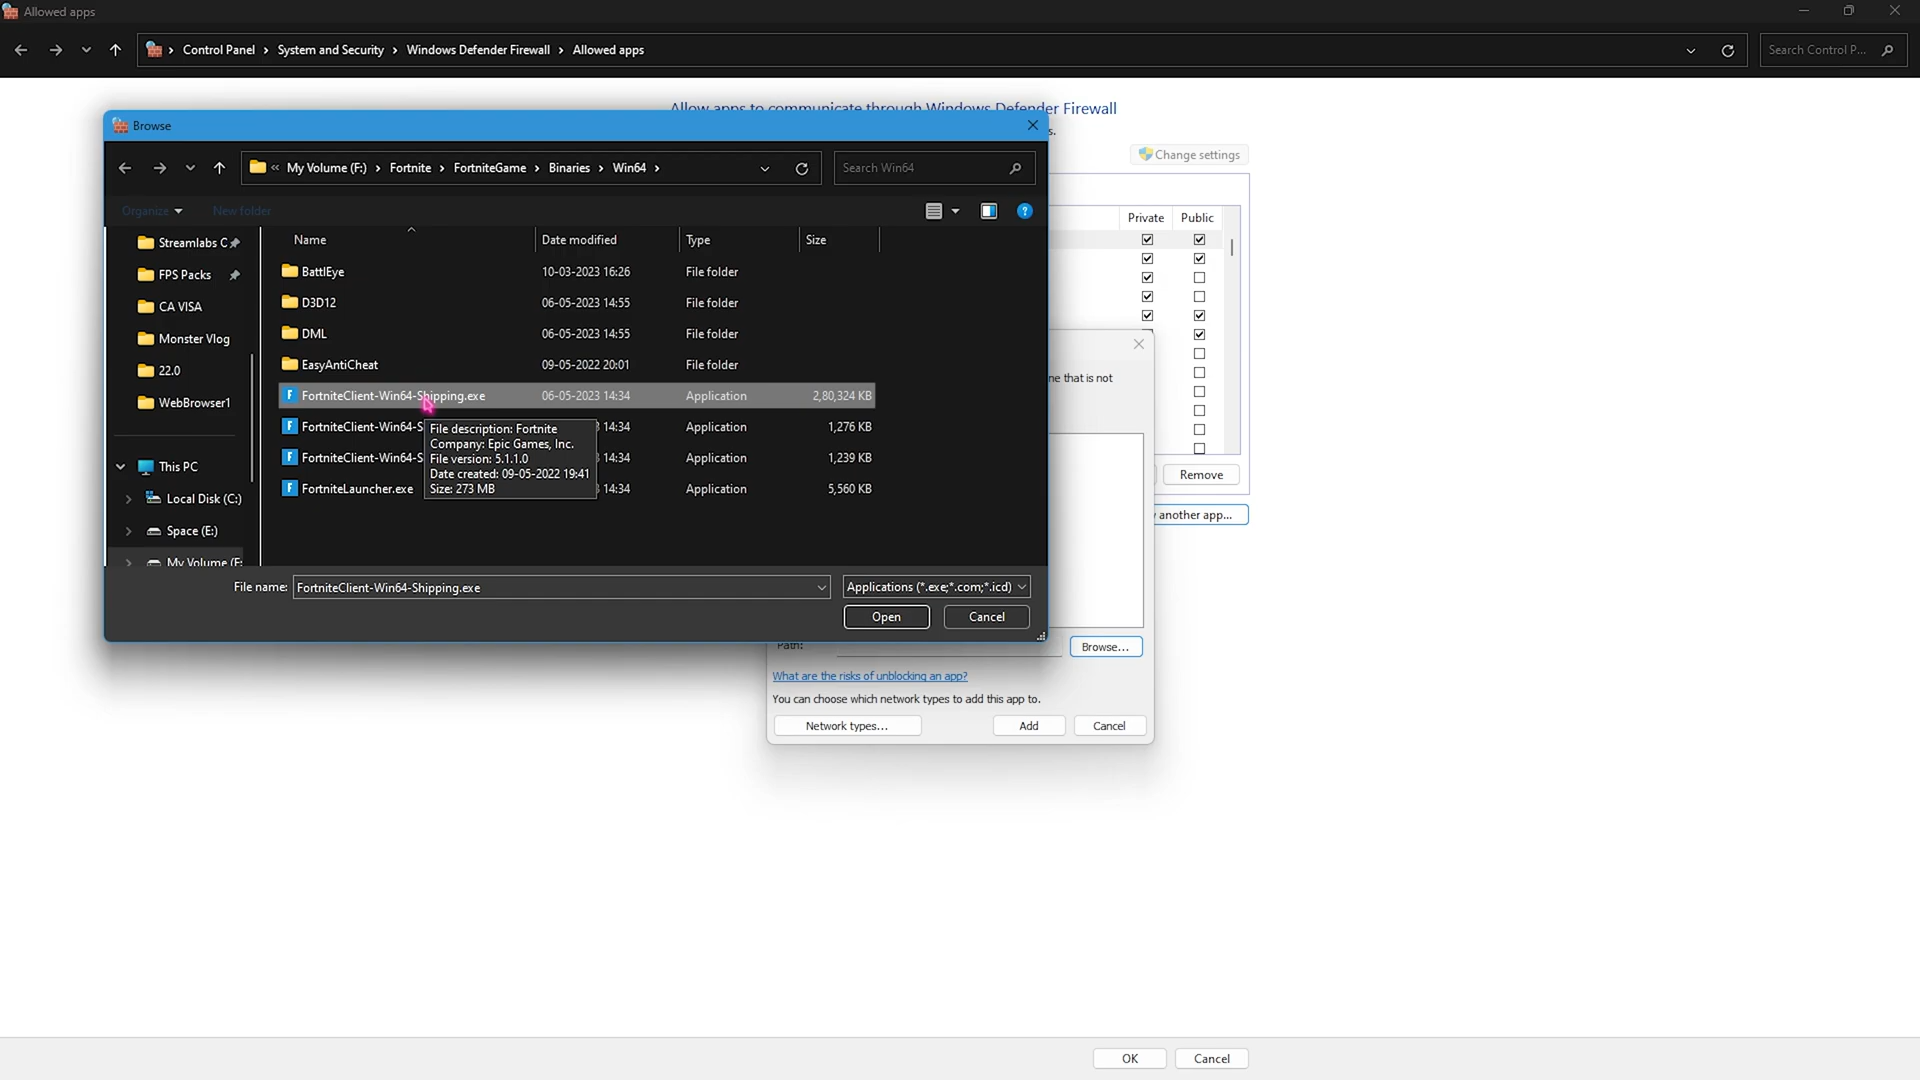 Allowed apps
Control Panel > System and Security > Windows Defender Firewall > Allowed apps
Search Control P...
Allow apps to communicate through Windows Defender Firewall
s.
Change settings
Private Public
Browse
« My Volume (F:) > Fortnite > FortniteGame > Binaries > Win64 >
Search Win64
Organize New folder
Name Date modified Type Size
Streamlabs C
FPS Packs
CA VISA
Monster Vlog
22.0
WebBrowser1
This PC
Local Disk (C:)
Space (E:)
My Volume (F:
BattlEye 10-03-2023 16:26 File folder
D3D12 06-05-2023 14:55 File folder
DML 06-05-2023 14:55 File folder
EasyAntiCheat 09-05-2022 20:01 File folder
FortniteClient-Win64-Shipping.exe 06-05-2023 14:34 Application 2,80,324 KB
FortniteClient-Win64-S 3 14:34 Application 1,276 KB
FortniteClient-Win64-S 3 14:34 Application 1,239 KB
FortniteLauncher.exe 3 14:34 Application 5,560 KB
File description: Fortnite
Company: Epic Games, Inc.
File version: 5.1.1.0
Date created: 09-05-2022 19:41
Size: 273 MB
File name: FortniteClient-Win64-Shipping.exe Applications (*.exe;*.com;*.icd)
Open Cancel
ne that is not
Remove
another app...
Path: Browse...
What are the risks of unblocking an app?
You can choose which network types to add this app to.
Network types... Add Cancel
OK Cancel